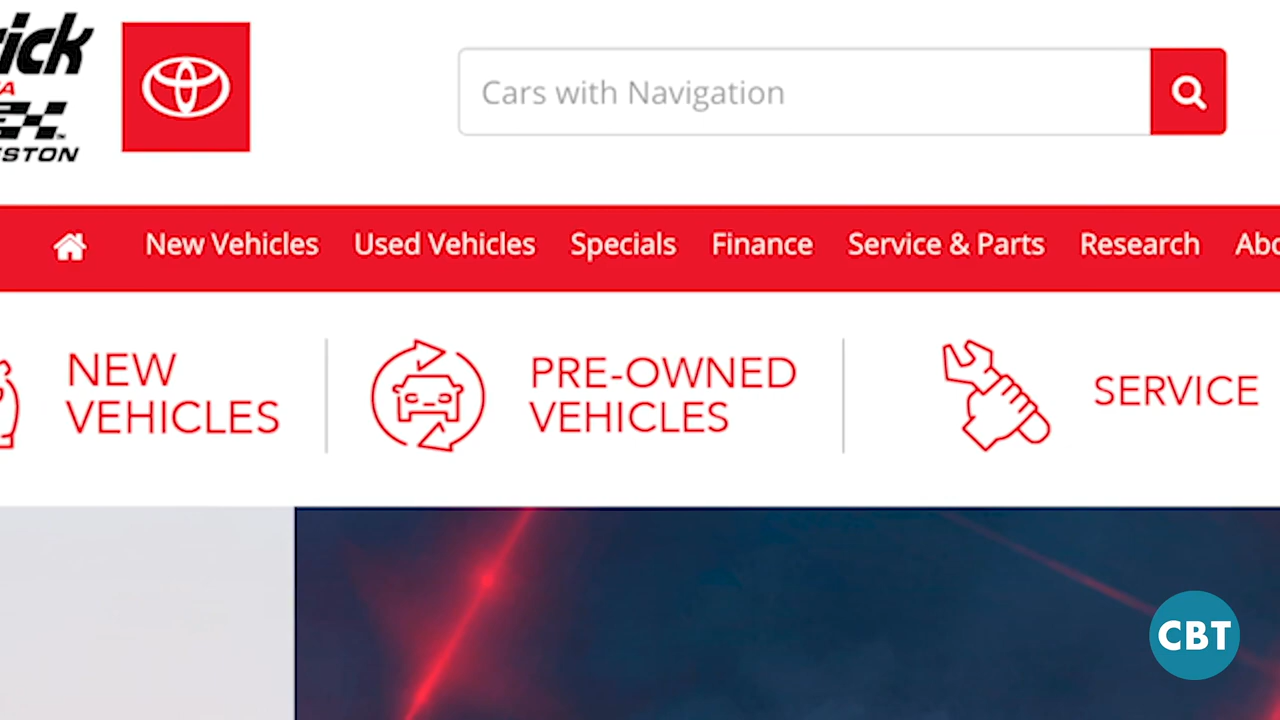 Cars with Navigation
New Vehicles Used Vehicles Specials Finance Service & Parts Research
NEW
VEHICLES
PRE-OWNED
VEHICLES
SERVICE
CBT